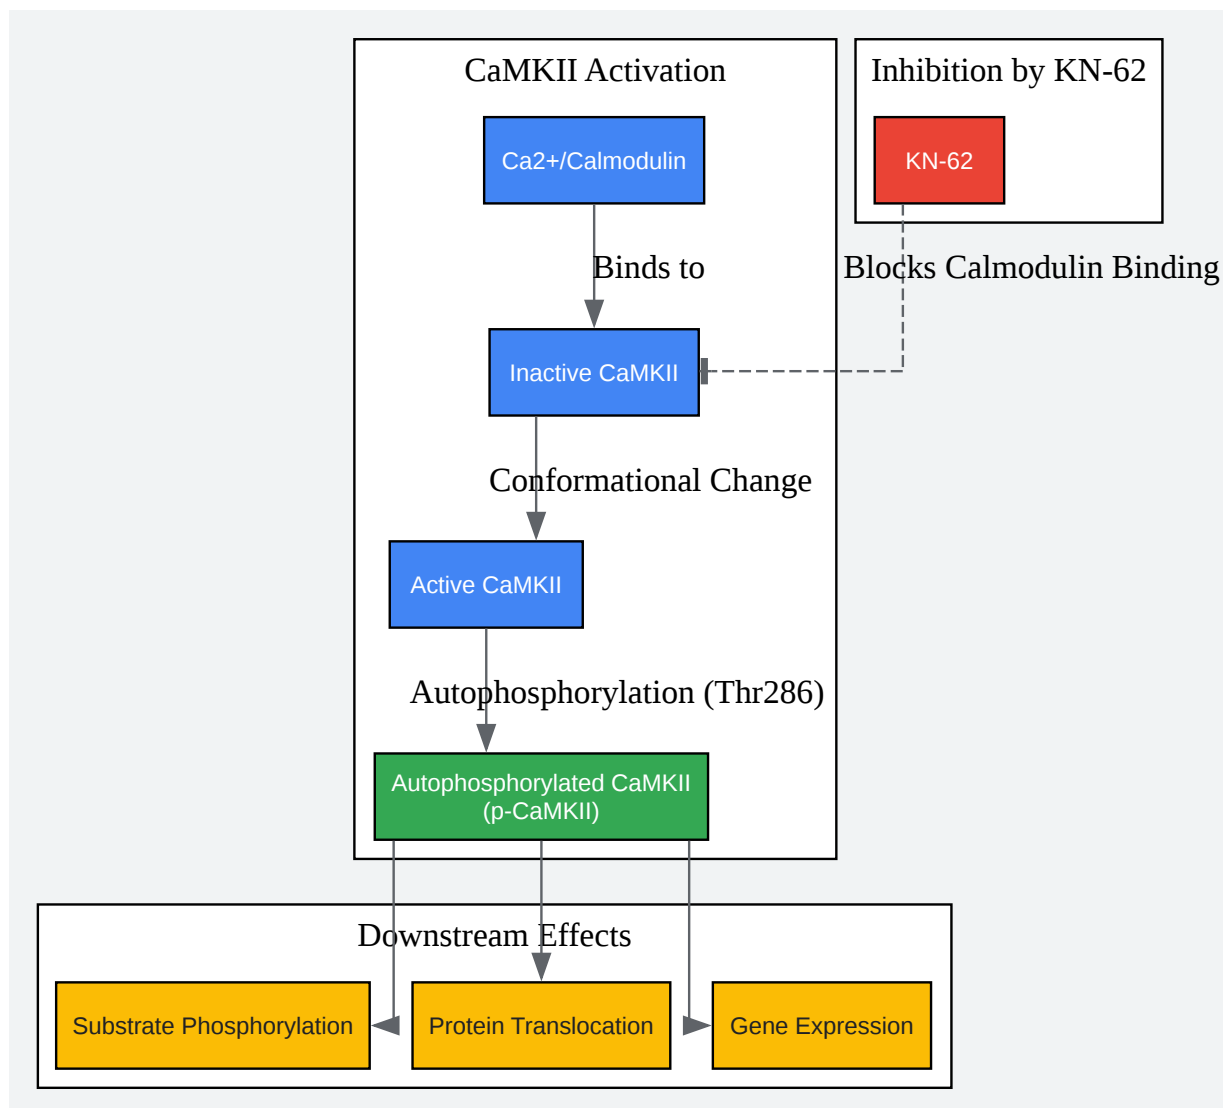 CaMKII Activation
Inhibition by KN-62
Ca2+/Calmodulin
KN-62
Binds to
Blocks Calmodulin Binding
Inactive CaMKII
Conformational Change
Active CaMKII
Autophosphorylation (Thr286)
Autophosphorylated CaMKII
(p-CaMKII)
Downstream Effects
Substrate Phosphorylation
Protein Translocation
Gene Expression